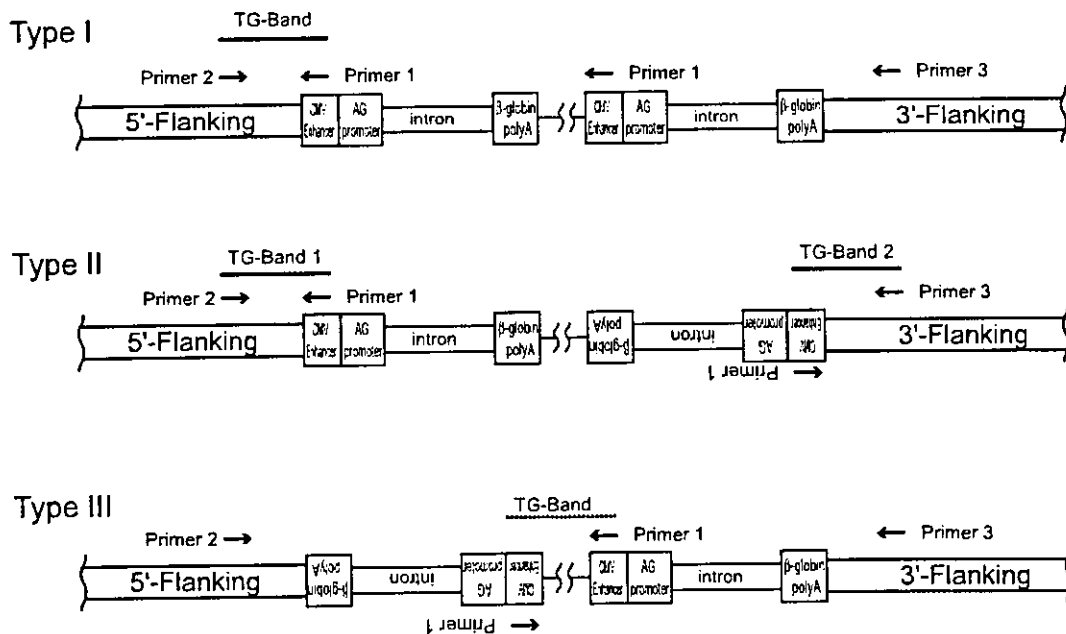 TG-Band
Type I
Primer 2 Primer 1 Primer 1 Primer 3
5'-Flanking CMV Enhancer AG promoter intron β-globin polyA CMV Enhancer AG promoter intron β-globin polyA 3'-Flanking
TG-Band 1 TG-Band 2
Type II
Primer 2 Primer 1 Primer 3
5'-Flanking CMV Enhancer AG promoter intron β-globin polyA β-globin polyA intron AG promoter CMV Enhancer 3'-Flanking
Primer 1
Type III
TG-Band
Primer 2 Primer 1 Primer 3
5'-Flanking β-globin polyA intron AG promoter CMV Enhancer CMV Enhancer AG promoter intron β-globin polyA 3'-Flanking
Primer 1